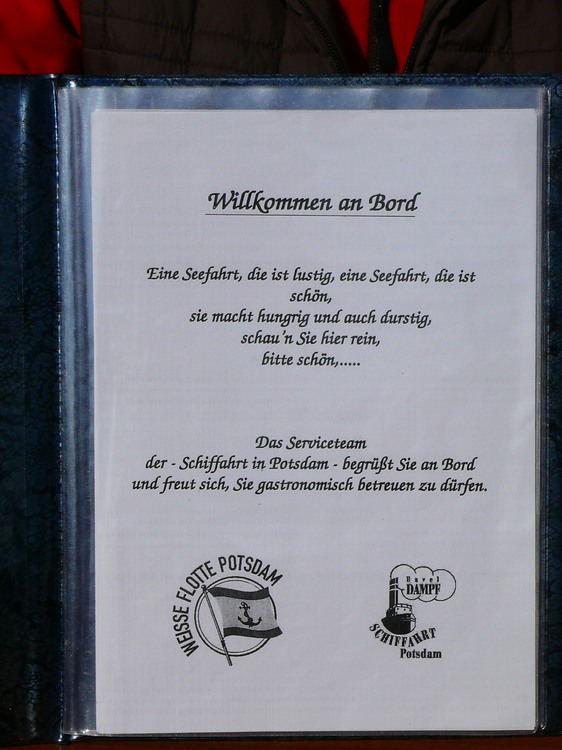 Willkommen an Bord
Eine Seefahrt, die ist lustig, eine Seefahrt, die ist
schön,
sie macht hungrig und auch durstig,
schau'n Sie hier rein,
bitte schön,.....
Das Serviceteam
der - Schiffahrt in Potsdam - begrüßt Sie an Bord
und freut sich, Sie gastronomisch betreuen zu dürfen.
WEISSE FLOTTE POTSDAM
Havel
DAMPF
SCHIFFAHRT
Potsdam